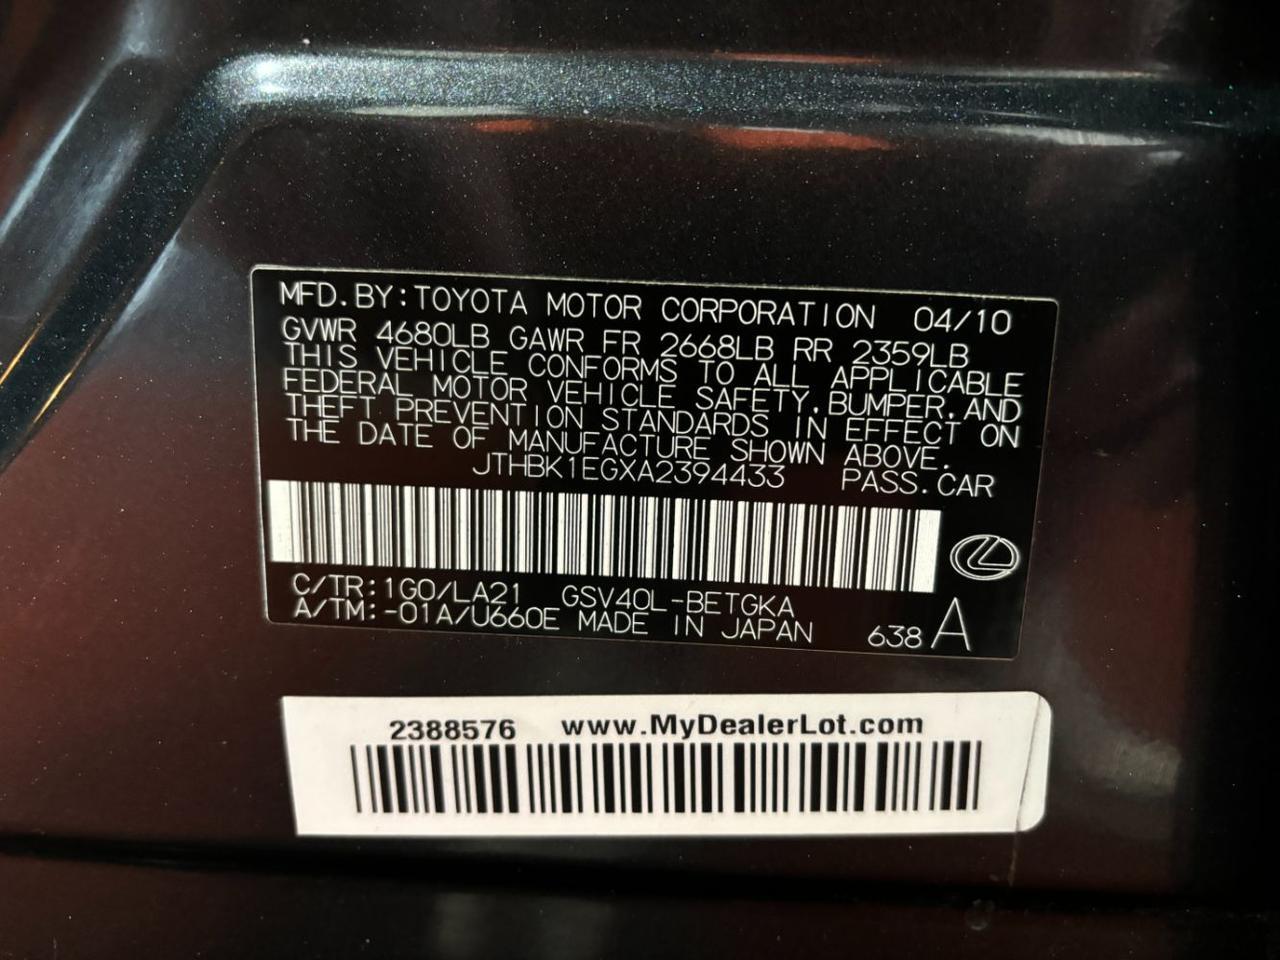 MFD.BY:TOYOTA MOTOR CORPORATION 04/10
GVWR 4680LB GAWR FR 2668LB RR 2359LB
THIS VEHICLE CONFORMS TO ALL APPLICABLE
FEDERAL MOTOR VEHICLE SAFETY,BUMPER,AND
THEFT PREVENTION STANDARDS IN EFFECT ON
THE DATE OF MANUFACTURE SHOWN ABOVE.
JTHBK1EGXA2394433 PASS.CAR
C/TR:1G0/LA21 GSV40L-BETGKA
A/TM:-01A/U660E MADE IN JAPAN 638 A
2388576 www.MyDealerLot.com